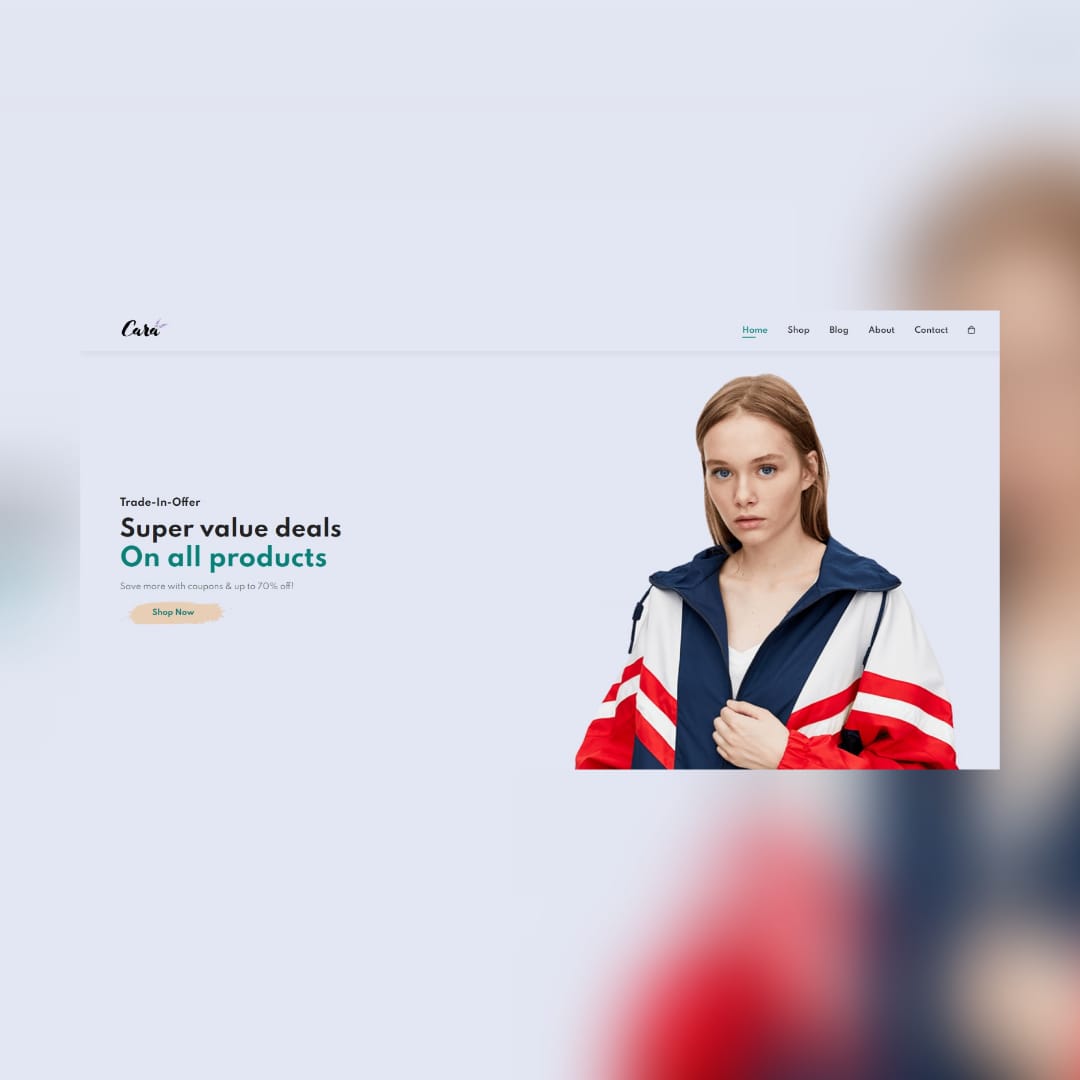 Cara
Home Shop Blog About Contact
Trade-In-Offer
Super value deals
On all products
Save more with coupons & up to 70% off!
Shop Now